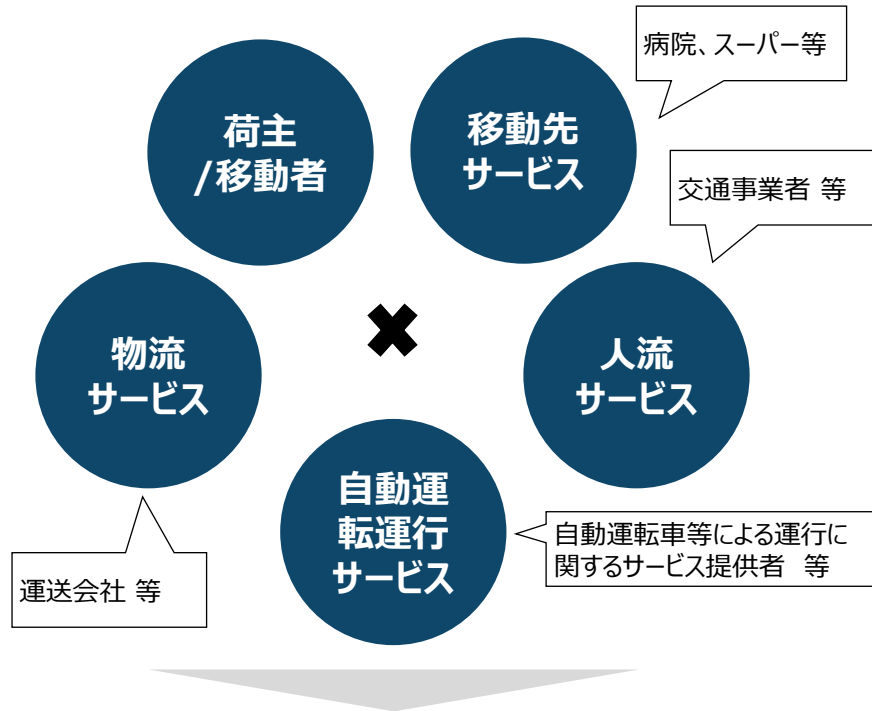 病院、スーパー等
荷主
/移動者
移動先
サービス
交通事業者 等
物流
サービス
人流
サービス
自動運
転運行
サービス
自動運転車等による運行に
関するサービス提供者 等
運送会社 等